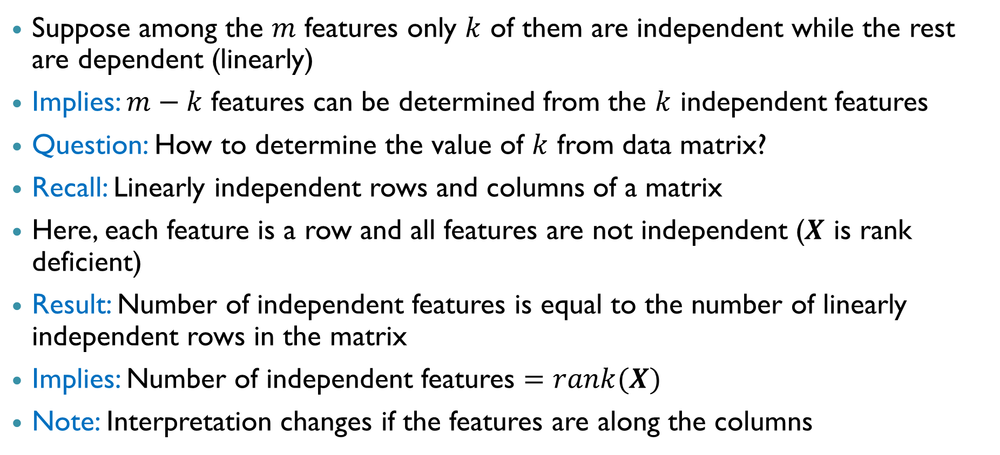 • Suppose among the m features only k of them are independent while the rest
are dependent (linearly)
• Implies: m − k features can be determined from the k independent features
• Question: How to determine the value of k from data matrix?
• Recall: Linearly independent rows and columns of a matrix
• Here, each feature is a row and all features are not independent (X is rank
deficient)
• Result: Number of independent features is equal to the number of linearly
independent rows in the matrix
• Implies: Number of independent features = rank(X)
• Note: Interpretation changes if the features are along the columns